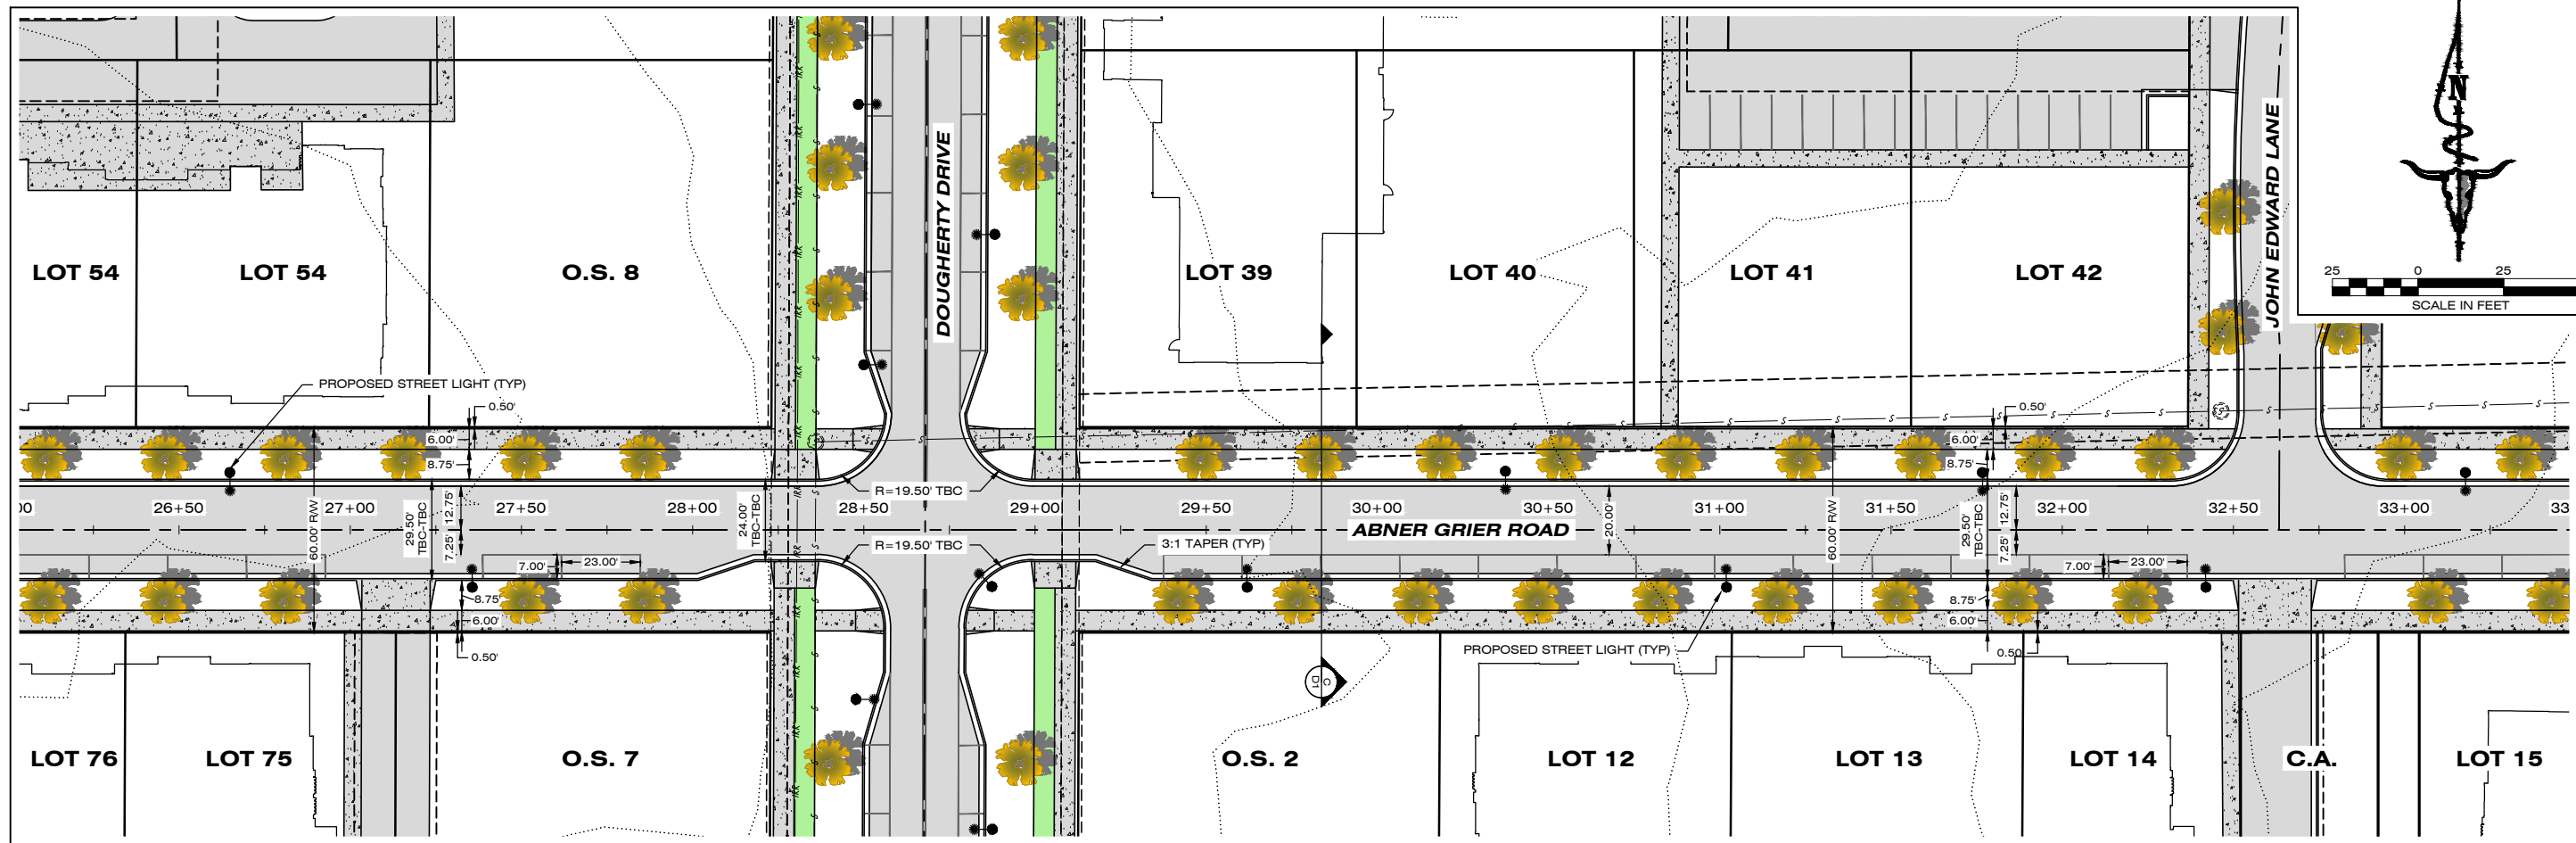 N
25 0 25
SCALE IN FEET
DOUGHERTY DRIVE
JOHN EDWARD LANE
LOT 54
LOT 54
O.S. 8
LOT 39
LOT 40
LOT 41
LOT 42
PROPOSED STREET LIGHT (TYP)
0.50'
6.00'
8.75'
0.50'
6.00'
8.75'
IRR
S
R=19.50' TBC
00
26+50
27+00
27+50
28+00
28+50
29+00
29+50
30+00
30+50
31+00
31+50
32+00
32+50
33+00
33
60.00' R/W
29.50'
TBC-TBC
12.75'
7.25'
24.00'
TBC-TBC
20.00'
60.00' R/W
29.50'
TBC-TBC
12.75'
7.25'
ABNER GRIER ROAD
R=19.50' TBC
3:1 TAPER (TYP)
7.00'
23.00'
7.00'
23.00'
8.75'
6.00'
0.50'
8.75'
6.00'
0.50
PROPOSED STREET LIGHT (TYP)
C
D1
LOT 76
LOT 75
O.S. 7
O.S. 2
LOT 12
LOT 13
LOT 14
C.A.
LOT 15